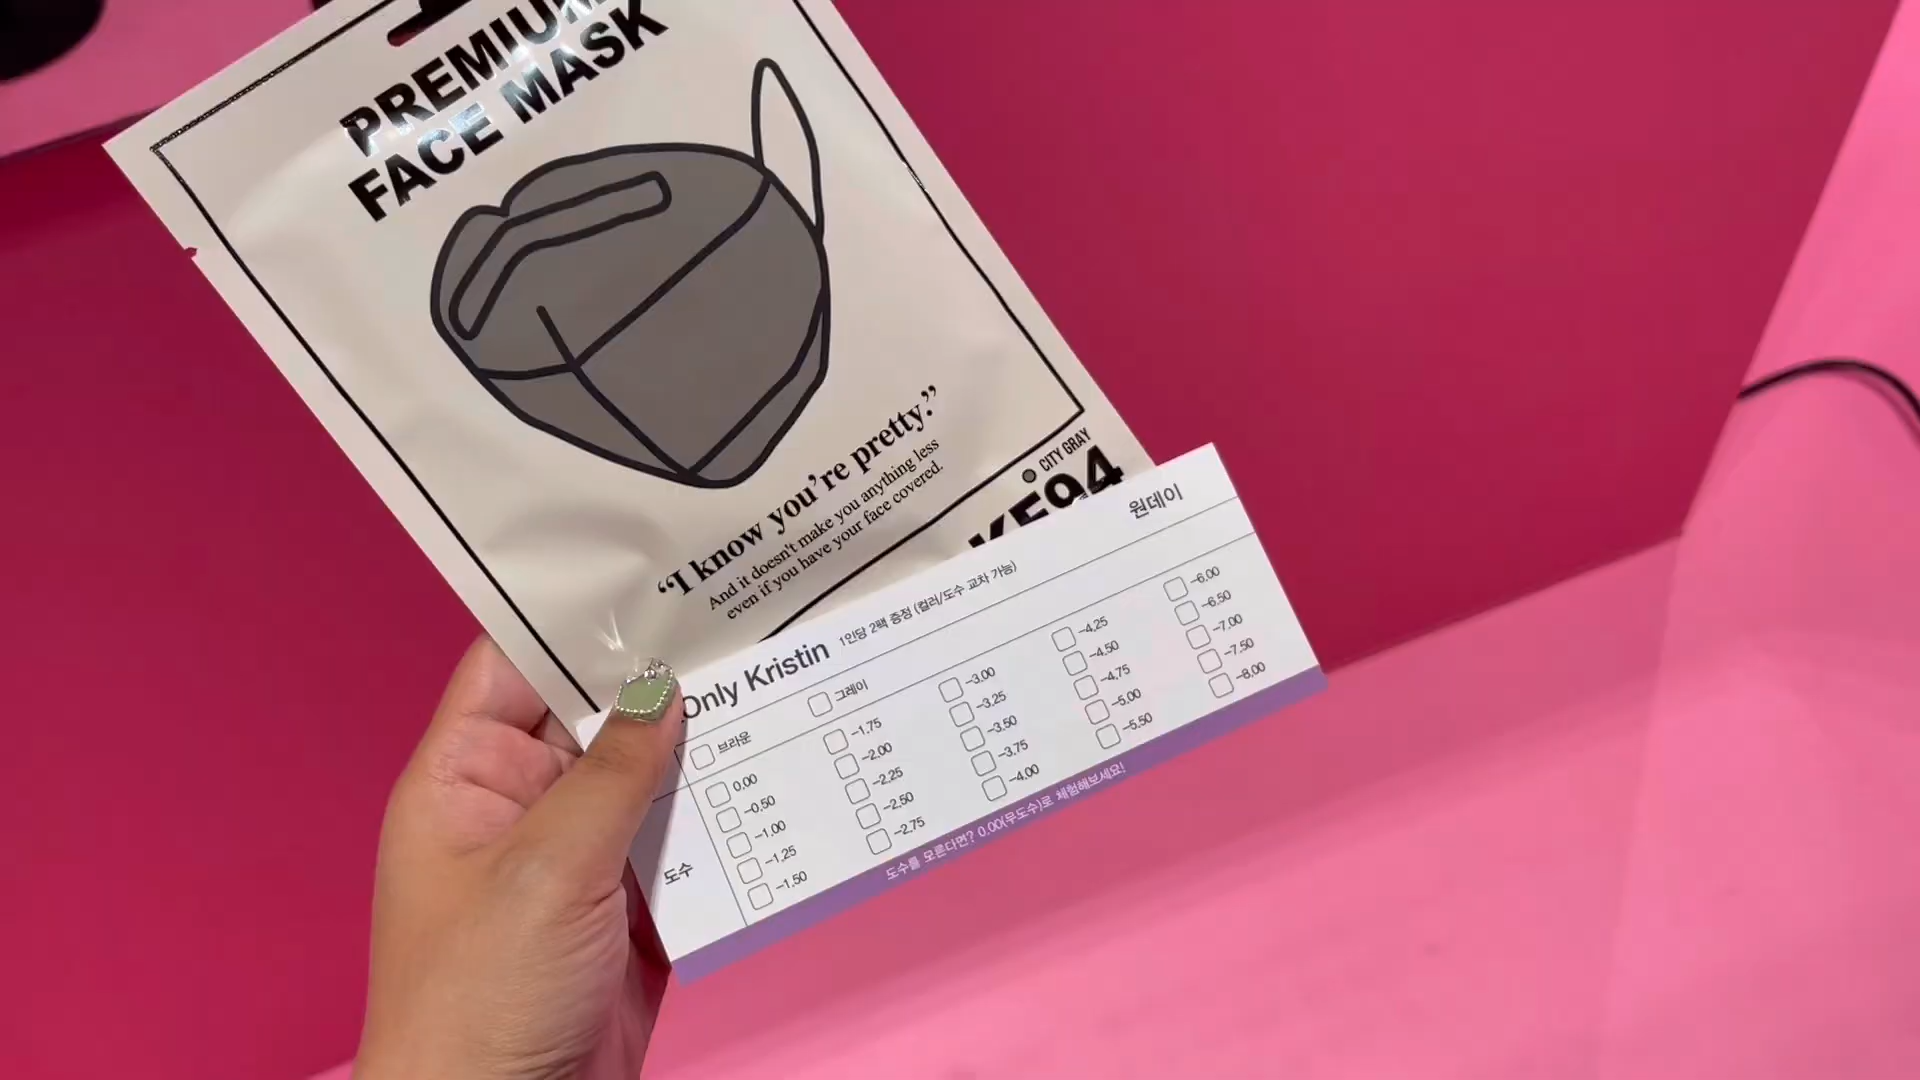 PREMIUM
FACE MASK
“I know you’re pretty.”
And it doesn't make you anything less
even if you have your face covered.
CITY GRAY
KF94
Only Kristin 1인당 2팩 증정 (컬러/도수 교차 가능) 원데이
브라운 그레이
도수
0.00
-0.50
-1.00
-1.25
-1.50
-1.75
-2.00
-2.25
-2.50
-2.75
-3.00
-3.25
-3.50
-3.75
-4.00
-4.25
-4.50
-4.75
-5.00
-5.50
-6.00
-6.50
-7.00
-7.50
-8.00
도수를 모른다면? 0.00(무도수)로 체험해보세요!